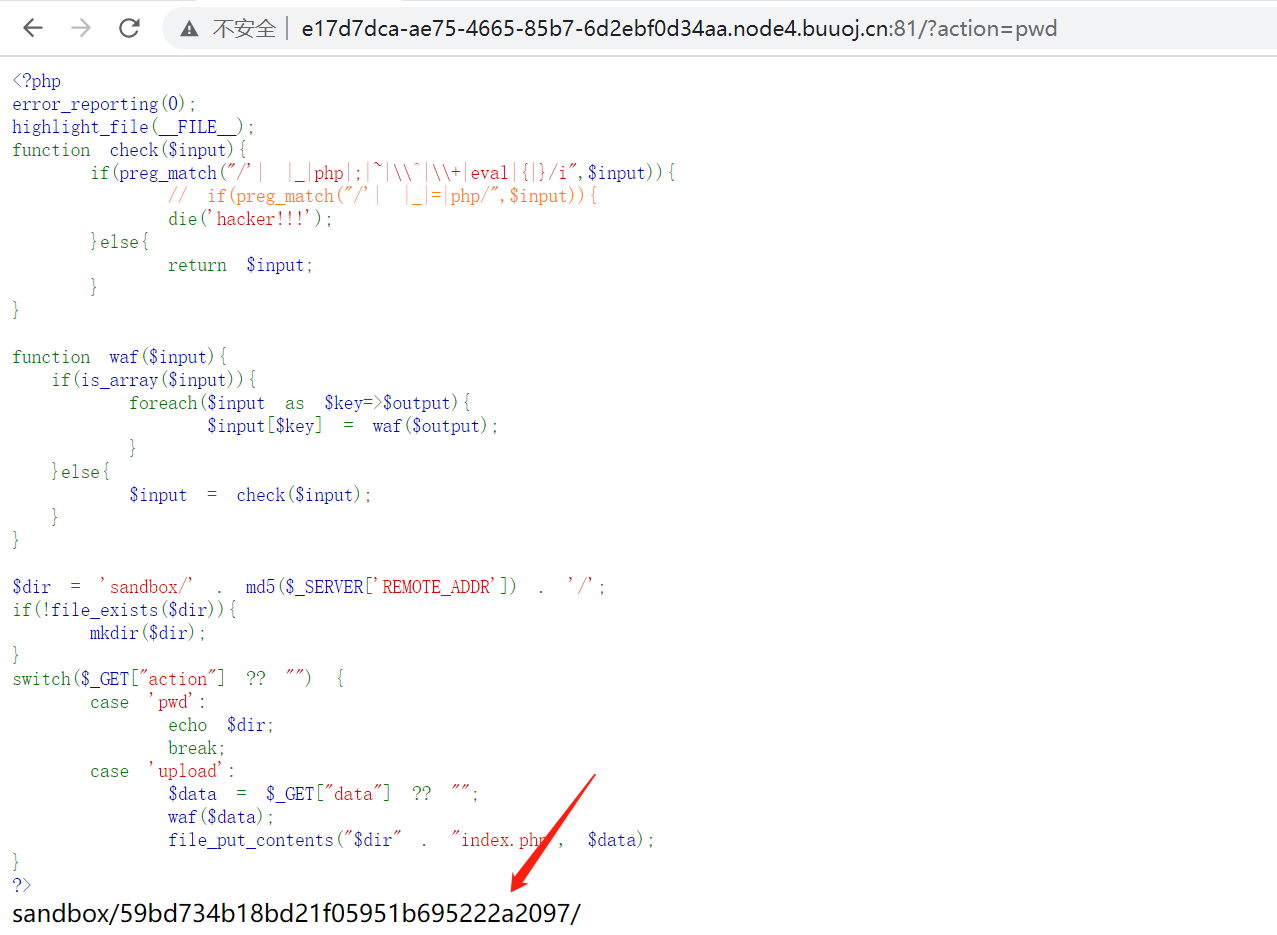 不安全 | e17d7dca-ae75-4665-85b7-6d2ebf0d34aa.node4.buuoj.cn:81/?action=pwd
<?php
error_reporting(0);
highlight_file(__FILE__);
function check($input){
if(preg_match("/'| |_|php|;|~|\\^|\\+|eval|{|}/i",$input)){
// if(preg_match("/'| |_|=|php/",$input)){
die('hacker!!!');
}else{
return $input;
}
}
function waf($input){
if(is_array($input)){
foreach($input as $key=>$output){
$input[$key] = waf($output);
}
}else{
$input = check($input);
}
}
$dir = 'sandbox/' . md5($_SERVER['REMOTE_ADDR']) . '/';
if(!file_exists($dir)){
mkdir($dir);
}
switch($_GET["action"] ?? "") {
case 'pwd':
echo $dir;
break;
case 'upload':
$data = $_GET["data"] ?? "";
waf($data);
file_put_contents("$dir" . "index.php", $data);
}
?>
sandbox/59bd734b18bd21f05951b695222a2097/